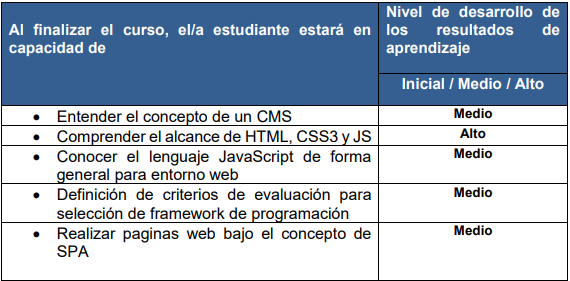 Al finalizar el curso, el/a estudiante estará en
capacidad de
Nivel de desarrollo de
los resultados de
aprendizaje
Inicial / Medio / Alto
• Entender el concepto de un CMS
Medio
• Comprender el alcance de HTML, CSS3 y JS
Alto
• Conocer el lenguaje JavaScript de forma
general para entorno web
Medio
• Definición de criterios de evaluación para
selección de framework de programación
Medio
• Realizar paginas web bajo el concepto de
SPA
Medio